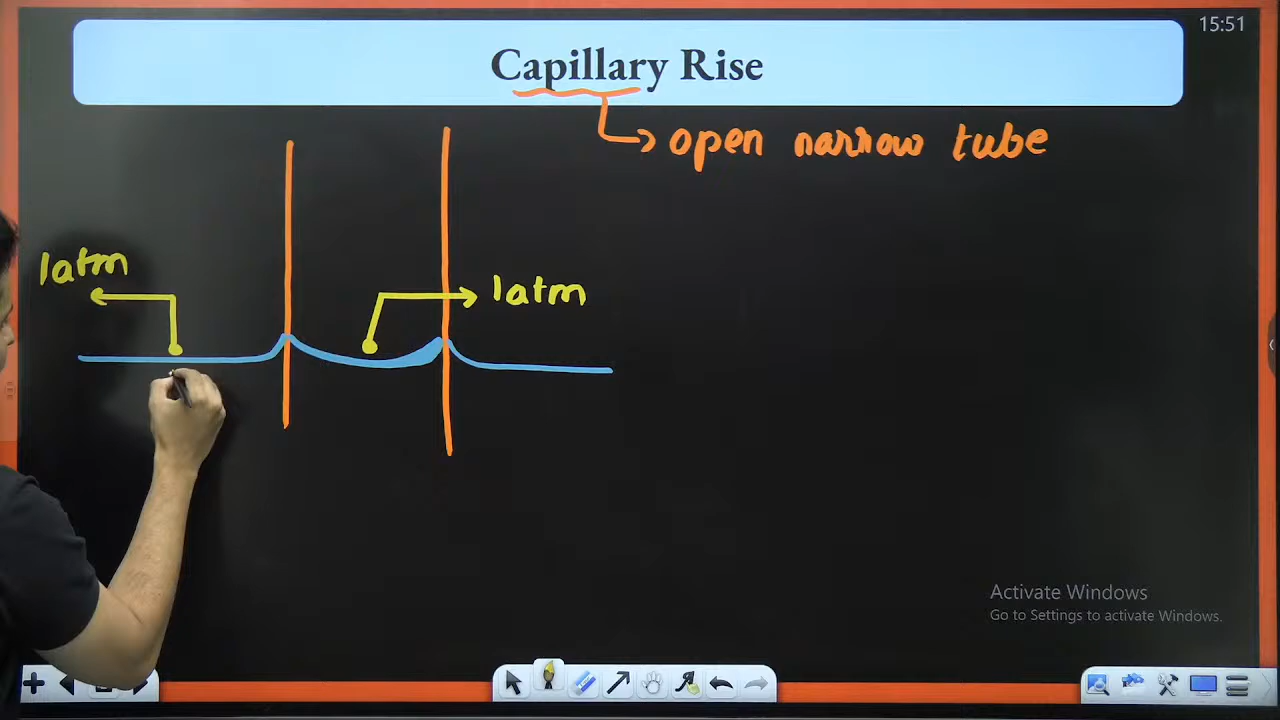 15:51
Capillary Rise
open narrow tube
1atm
1atm
Activate Windows
Go to Settings to activate Windows.